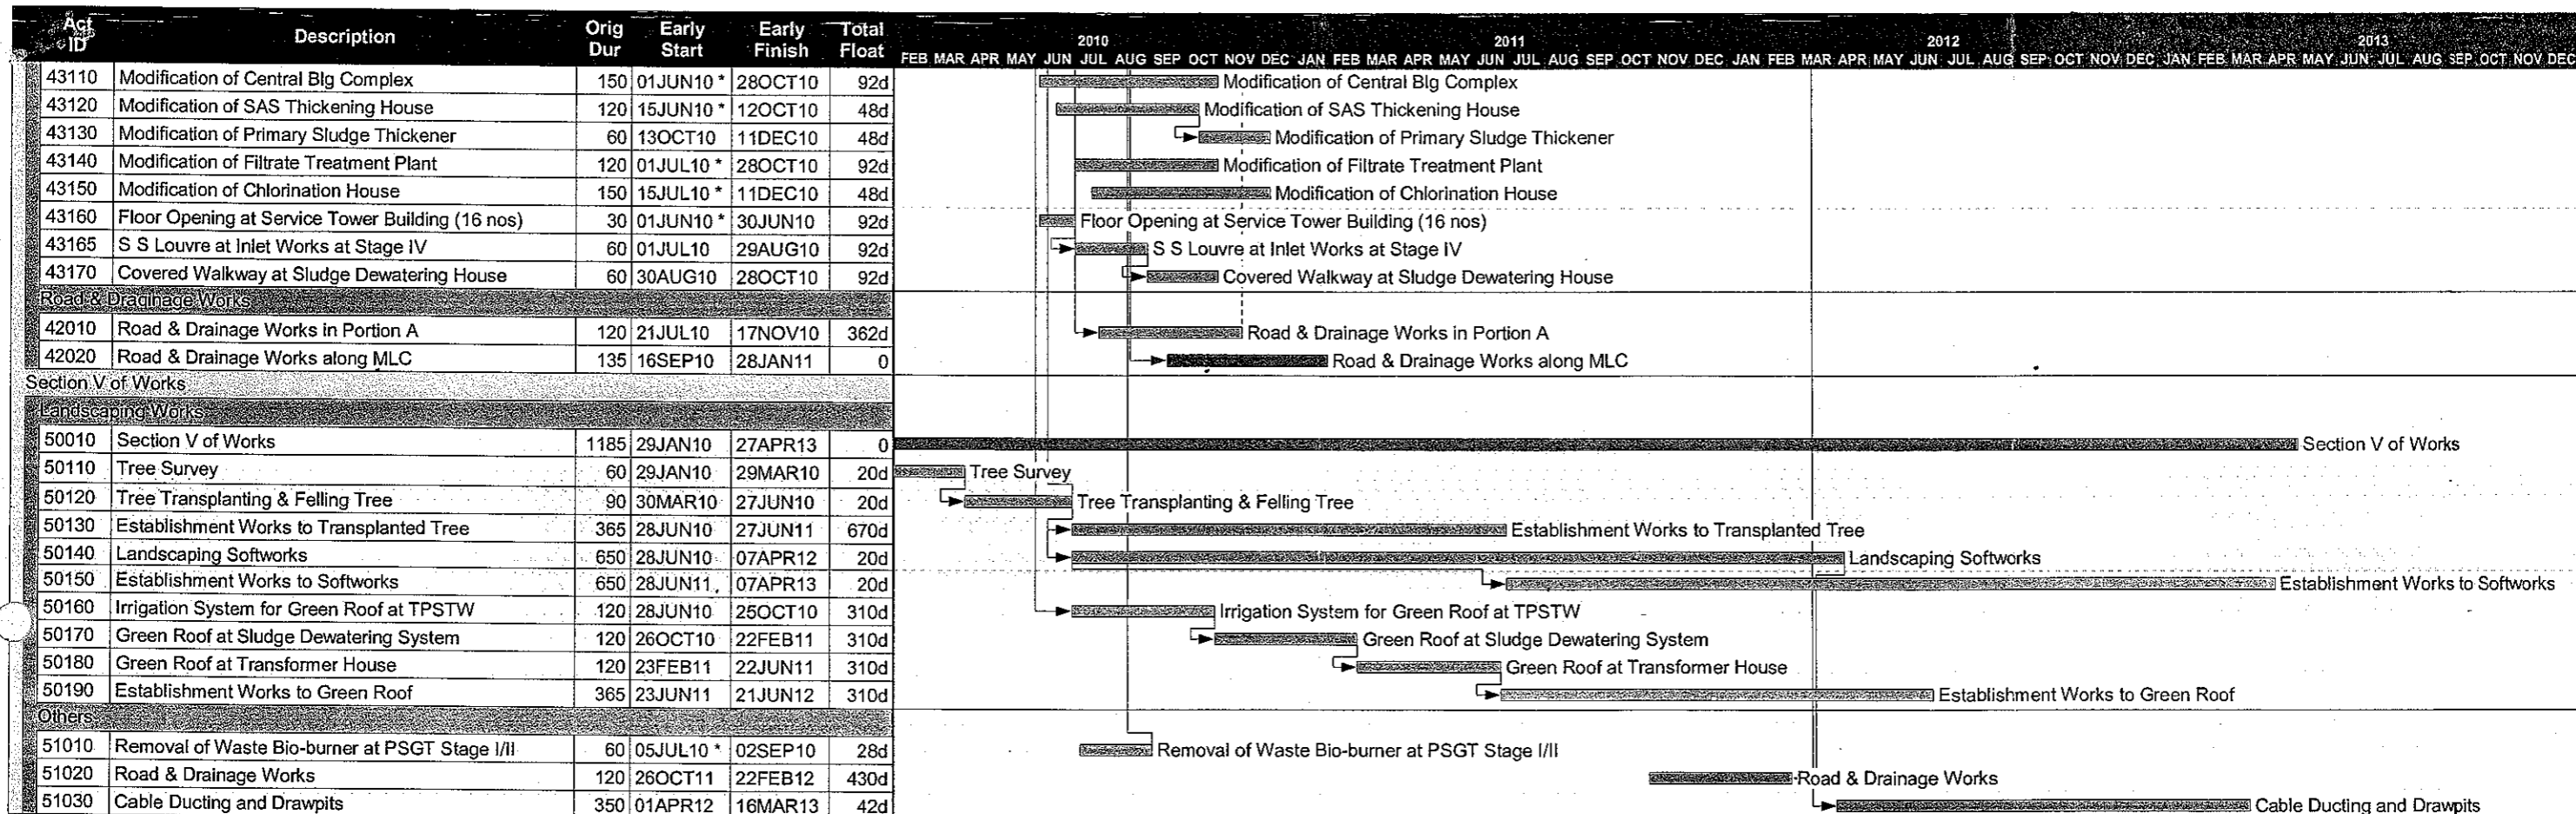 Act ID Description Orig Dur Early Start Early Finish Total Float
2010 2011 2012 2013
FEB MAR APR MAY JUN JUL AUG SEP OCT NOV DEC JAN FEB MAR APR MAY JUN JUL AUG SEP OCT NOV DEC JAN FEB MAR APR MAY JUN JUL AUG SEP OCT NOV DEC JAN FEB MAR APR MAY JUN JUL AUG SEP OCT NOV DEC
43110 Modification of Central Blg Complex 150 01JUN10 * 28OCT10 92d Modification of Central Blg Complex
43120 Modification of SAS Thickening House 120 15JUN10 * 12OCT10 48d Modification of SAS Thickening House
43130 Modification of Primary Sludge Thickener 60 13OCT10 11DEC10 48d Modification of Primary Sludge Thickener
43140 Modification of Filtrate Treatment Plant 120 01JUL10 * 28OCT10 92d Modification of Filtrate Treatment Plant
43150 Modification of Chlorination House 150 15JUL10 * 11DEC10 48d Modification of Chlorination House
43160 Floor Opening at Service Tower Building (16 nos) 30 01JUN10 * 30JUN10 92d Floor Opening at Service Tower Building (16 nos)
43165 S S Louvre at Inlet Works at Stage IV 60 01JUL10 29AUG10 92d S S Louvre at Inlet Works at Stage IV
43170 Covered Walkway at Sludge Dewatering House 60 30AUG10 28OCT10 92d Covered Walkway at Sludge Dewatering House
Road & Draginage Works
42010 Road & Drainage Works in Portion A 120 21JUL10 17NOV10 362d Road & Drainage Works in Portion A
42020 Road & Drainage Works along MLC 135 16SEP10 28JAN11 0 Road & Drainage Works along MLC
Section V of Works
Landscaping Works
50010 Section V of Works 1185 29JAN10 27APR13 0 Section V of Works
50110 Tree Survey 60 29JAN10 29MAR10 20d Tree Survey
50120 Tree Transplanting & Felling Tree 90 30MAR10 27JUN10 20d Tree Transplanting & Felling Tree
50130 Establishment Works to Transplanted Tree 365 28JUN10 27JUN11 670d Establishment Works to Transplanted Tree
50140 Landscaping Softworks 650 28JUN10 07APR12 20d Landscaping Softworks
50150 Establishment Works to Softworks 650 28JUN11 07APR13 20d Establishment Works to Softworks
50160 Irrigation System for Green Roof at TPSTW 120 28JUN10 25OCT10 310d Irrigation System for Green Roof at TPSTW
50170 Green Roof at Sludge Dewatering System 120 26OCT10 22FEB11 310d Green Roof at Sludge Dewatering System
50180 Green Roof at Transformer House 120 23FEB11 22JUN11 310d Green Roof at Transformer House
50190 Establishment Works to Green Roof 365 23JUN11 21JUN12 310d Establishment Works to Green Roof
Others
51010 Removal of Waste Bio-burner at PSGT Stage I/II 60 05JUL10 * 02SEP10 28d Removal of Waste Bio-burner at PSGT Stage I/II
51020 Road & Drainage Works 120 26OCT11 22FEB12 430d Road & Drainage Works
51030 Cable Ducting and Drawpits 350 01APR12 16MAR13 42d Cable Ducting and Drawpits